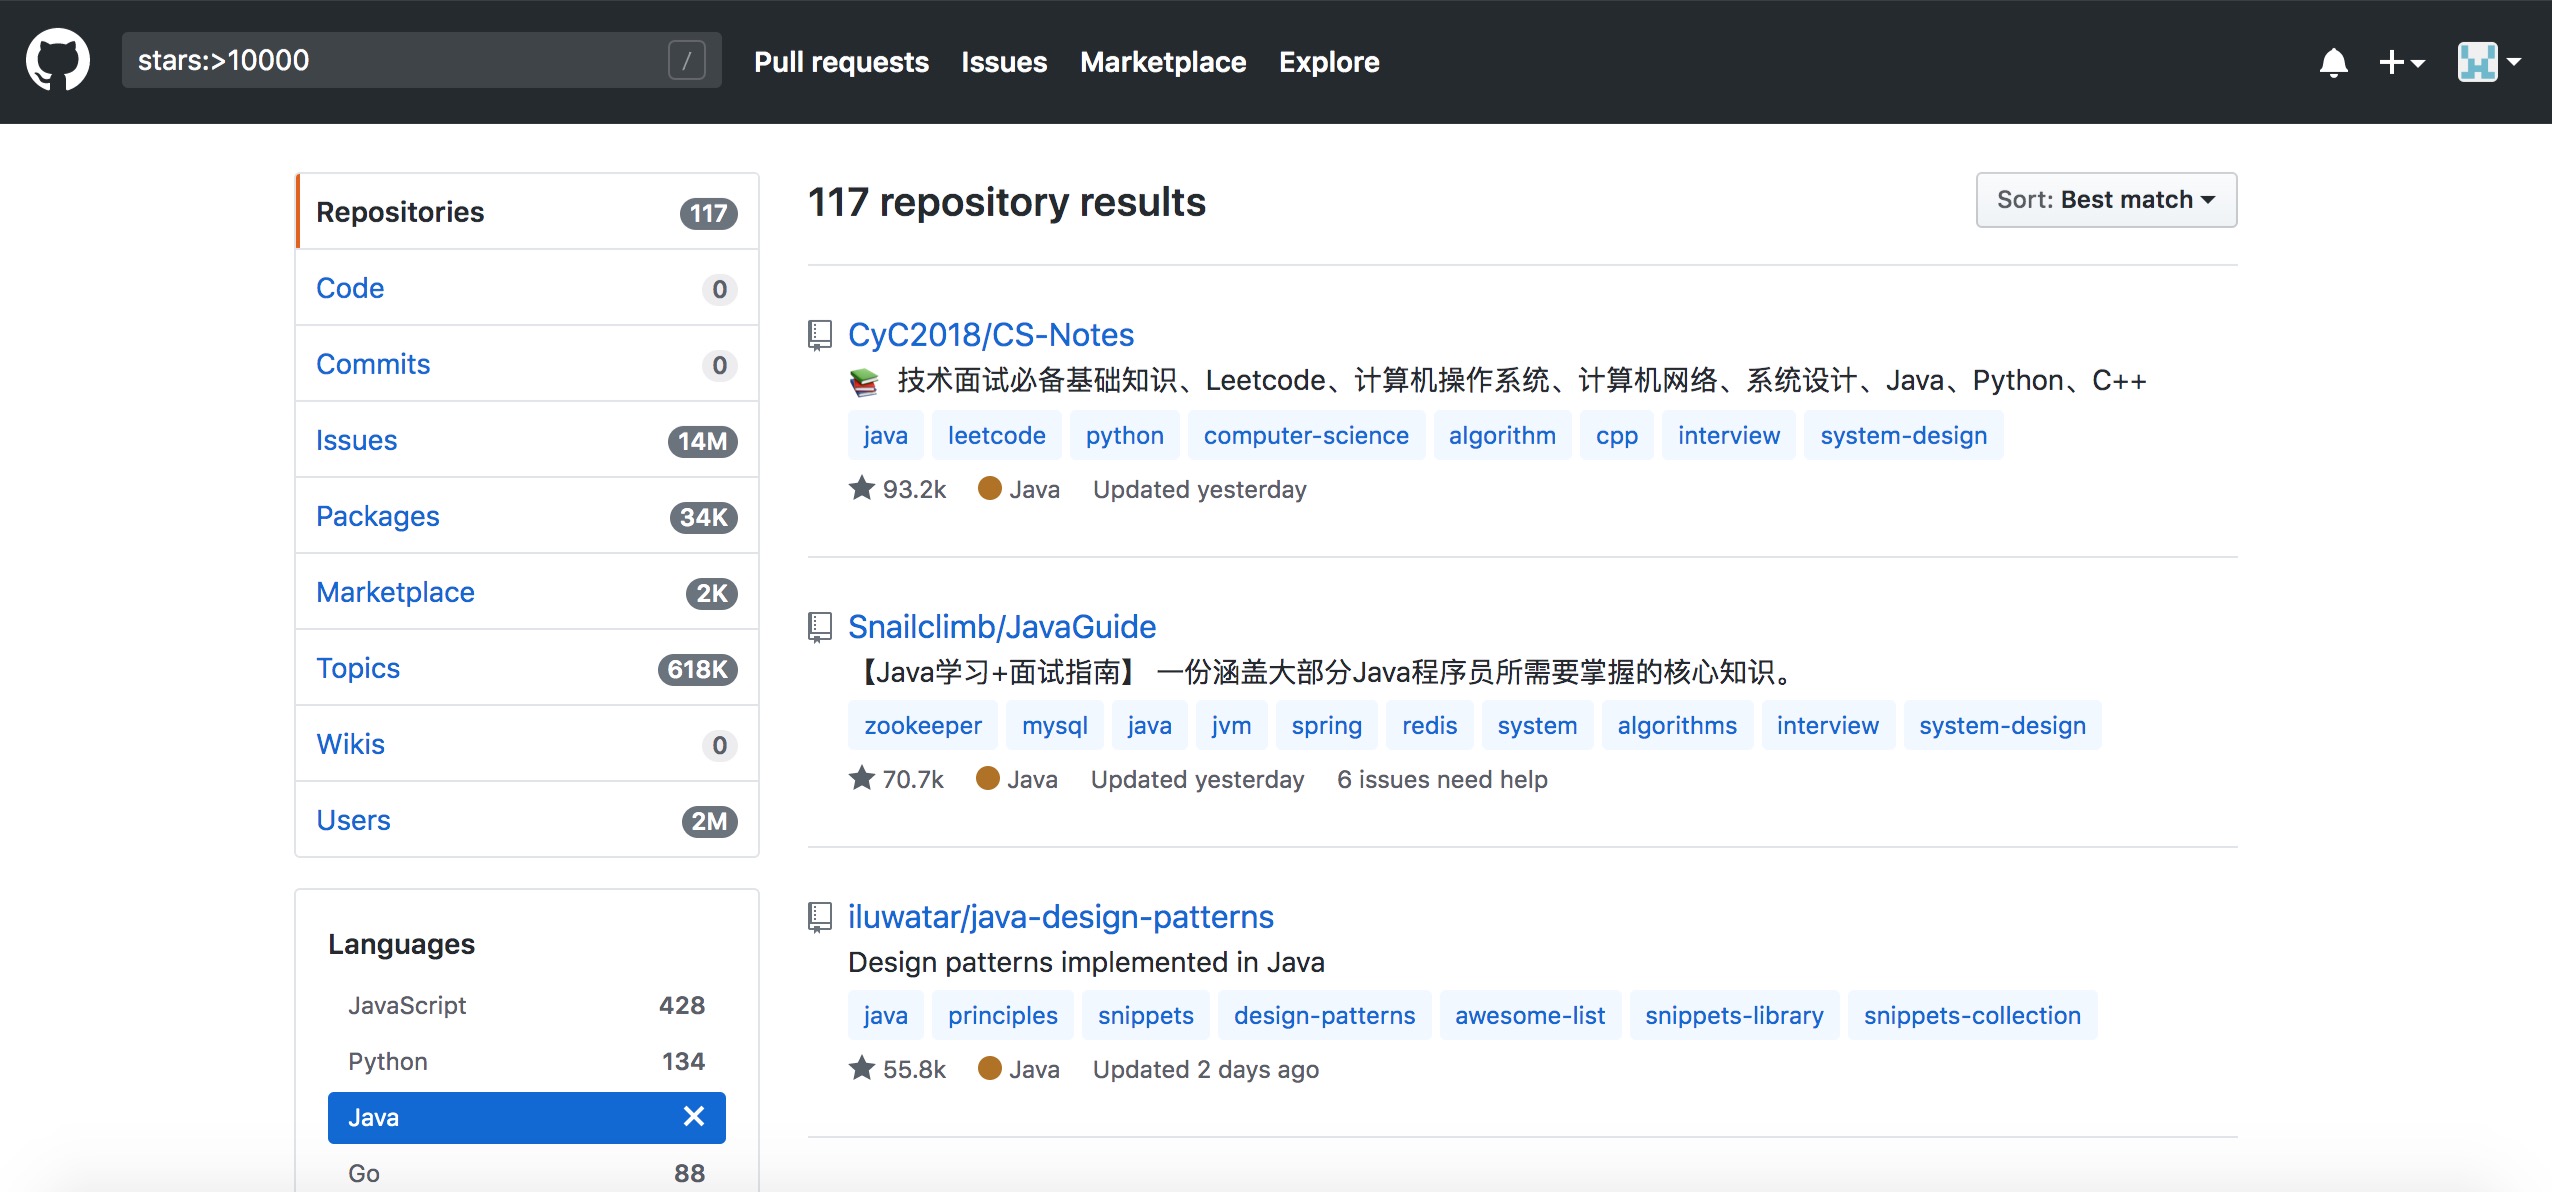 stars:>10000 / Pull requests Issues Marketplace Explore
Repositories 117
Code 0
Commits 0
Issues 14M
Packages 34K
Marketplace 2K
Topics 618K
Wikis 0
Users 2M
Languages
JavaScript 428
Python 134
Java
Go 88
117 repository results
Sort: Best match
CyC2018/CS-Notes
📚 技术面试必备基础知识、Leetcode、计算机操作系统、计算机网络、系统设计、Java、Python、C++
java leetcode python computer-science algorithm cpp interview system-design
93.2k Java Updated yesterday
Snailclimb/JavaGuide
【Java学习+面试指南】 一份涵盖大部分Java程序员所需要掌握的核心知识。
zookeeper mysql java jvm spring redis system algorithms interview system-design
70.7k Java Updated yesterday 6 issues need help
iluwatar/java-design-patterns
Design patterns implemented in Java
java principles snippets design-patterns awesome-list snippets-library snippets-collection
55.8k Java Updated 2 days ago